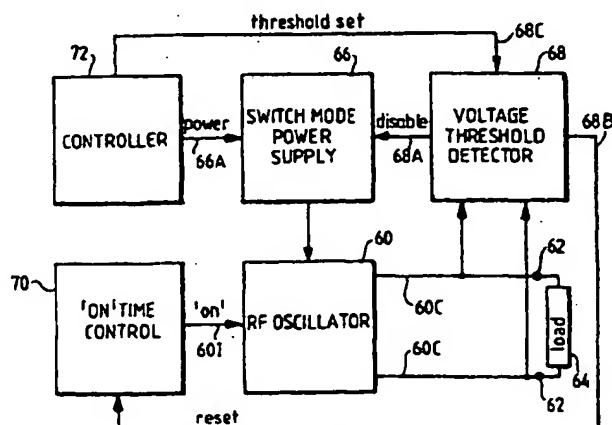 threshold set
72
66
68C
68
CONTROLLER
power
66A
SWITCH MODE
POWER
SUPPLY
disable
68A
VOLTAGE
THRESHOLD
DETECTOR
68B
60
62
70
'ON' TIME
CONTROL
'on'
60I
RF OSCILLATOR
60C
60C
load
64
62
reset